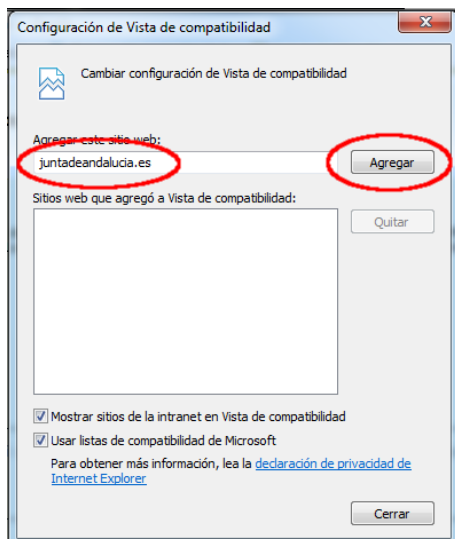 Configuración de Vista de compatibilidad
Cambiar configuración de Vista de compatibilidad
Agregar este sitio web:
juntadeandalucia.es
Agregar
Sitios web que agregó a Vista de compatibilidad:
Quitar
Mostrar sitios de la intranet en Vista de compatibilidad
Usar listas de compatibilidad de Microsoft
Para obtener más información, lea la declaración de privacidad de
Internet Explorer
Cerrar